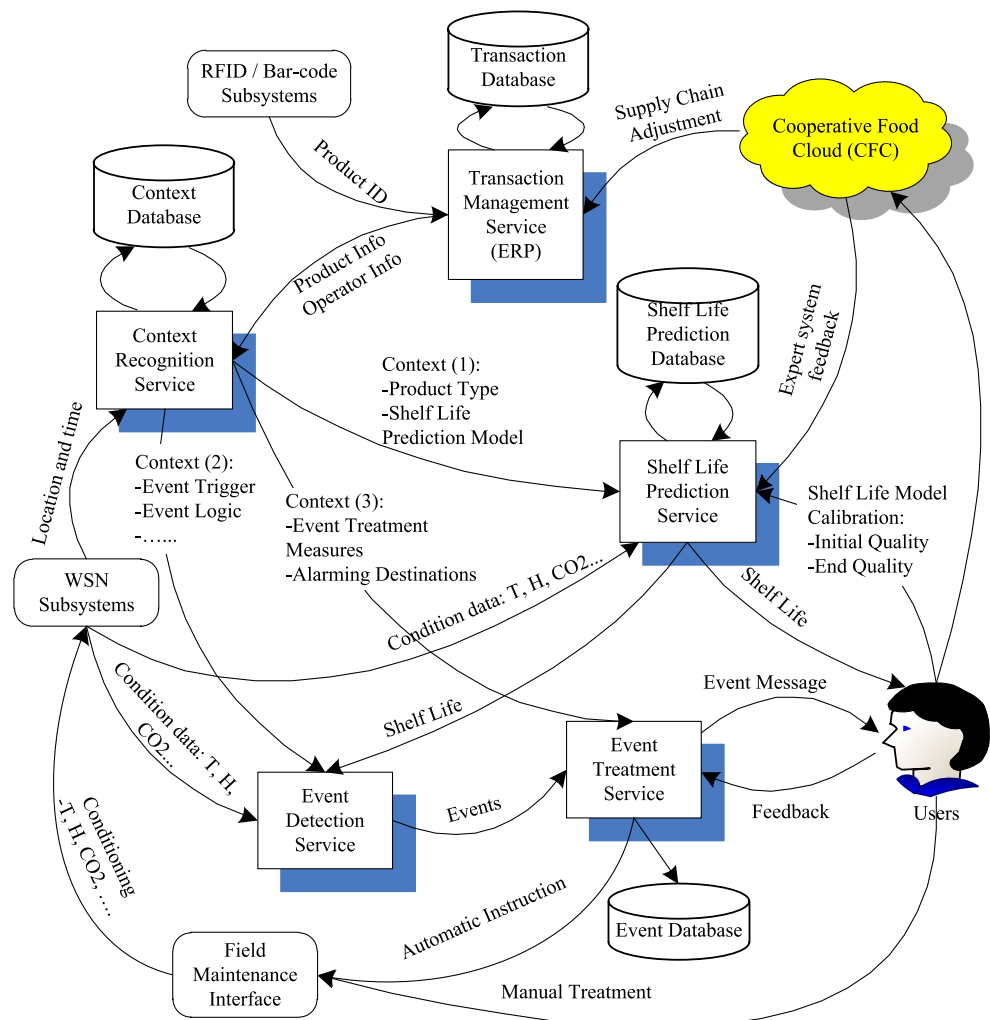 Transaction
Database
RFID / Bar-code
Subsystems
Supply Chain
Adjustment
Cooperative Food
Cloud (CFC)
Product ID
Transaction
Management
Service
(ERP)
Context
Database
Product Info
Operator Info
Shelf Life
Prediction
Database
Expert system
feedback
Context
Recognition
Service
Context (1):
-Product Type
-Shelf Life
Prediction Model
Location and time
Context (2):
-Event Trigger
-Event Logic
-…...
Context (3):
-Event Treatment
Measures
-Alarming Destinations
Shelf Life
Prediction
Service
Shelf Life Model
Calibration:
-Initial Quality
-End Quality
WSN
Subsystems
Condition data: T, H, CO2...
Shelf Life
Condition data: T, H,
CO2...
Shelf Life
Event Message
Event
Treatment
Service
Event
Detection
Service
Events
Feedback
Users
Conditioning
-T, H, CO2, ….
Automatic Instruction
Event Database
Field
Maintenance
Interface
Manual Treatment